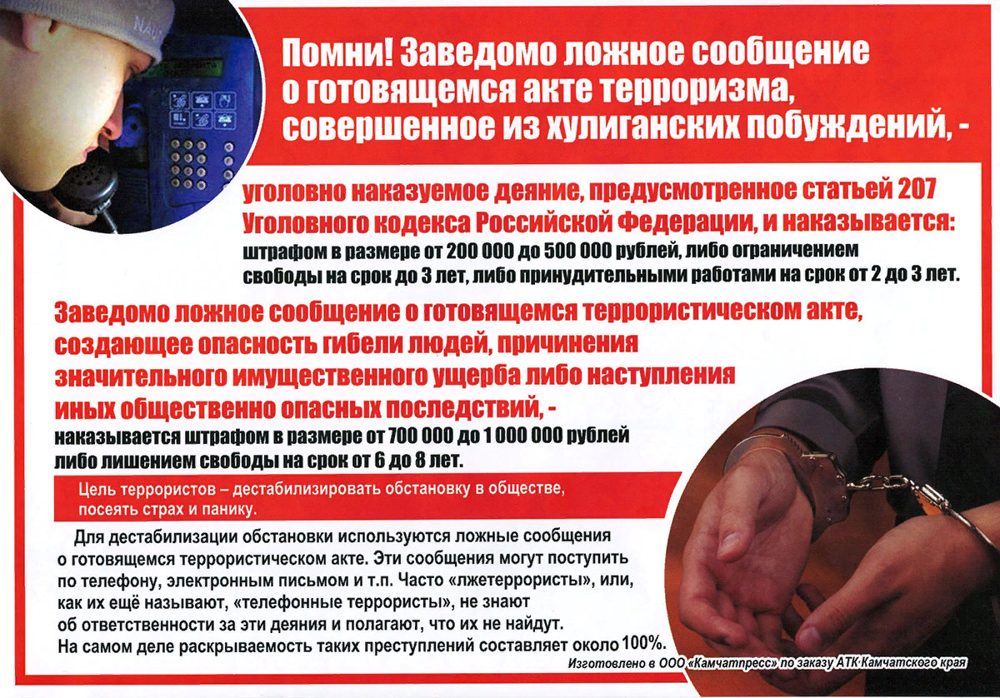 Помни! Заведомо ложное сообщение
о готовящемся акте терроризма,
совершенное из хулиганских побуждений, -
уголовно наказуемое деяние, предусмотренное статьей 207
Уголовного кодекса Российской Федерации, и наказывается:
штрафом в размере от 200 000 до 500 000 рублей, либо ограничением
свободы на срок до 3 лет, либо принудительными работами на срок от 2 до 3 лет.
Заведомо ложное сообщение о готовящемся террористическом акте,
создающее опасность гибели людей, причинения
значительного имущественного ущерба либо наступления
иных общественно опасных последствий, -
наказывается штрафом в размере от 700 000 до 1 000 000 рублей
либо лишением свободы на срок от 6 до 8 лет.
Цель террористов – дестабилизировать обстановку в обществе,
посеять страх и панику.
Для дестабилизации обстановки используются ложные сообщения
о готовящемся террористическом акте. Эти сообщения могут поступить
по телефону, электронным письмом и т.п. Часто «лжетеррористы», или,
как их ещё называют, «телефонные террористы», не знают
об ответственности за эти деяния и полагают, что их не найдут.
На самом деле раскрываемость таких преступлений составляет около 100%.
Изготовлено в ООО «Камчатпресс» по заказу АТК Камчатского края